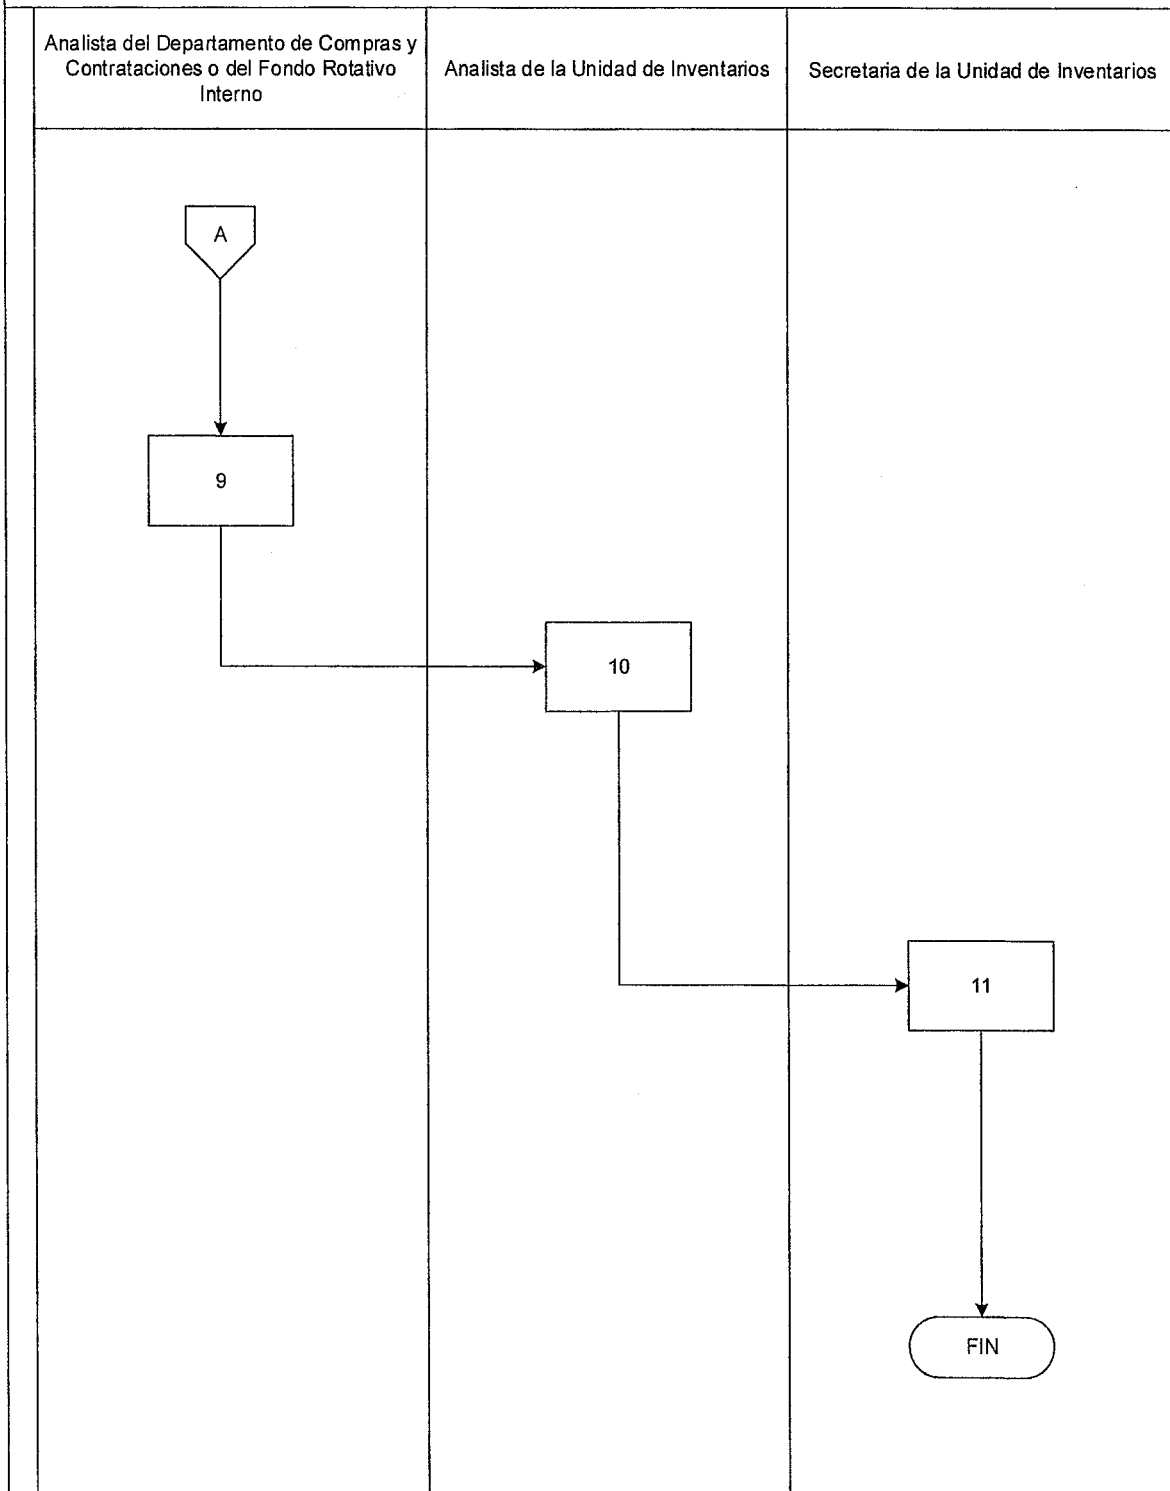 Analista del Departamento de Compras y
Contrataciones o del Fondo Rotativo
Interno
Analista de la Unidad de Inventarios
Secretaria de la Unidad de Inventarios
A
9
10
11
FIN